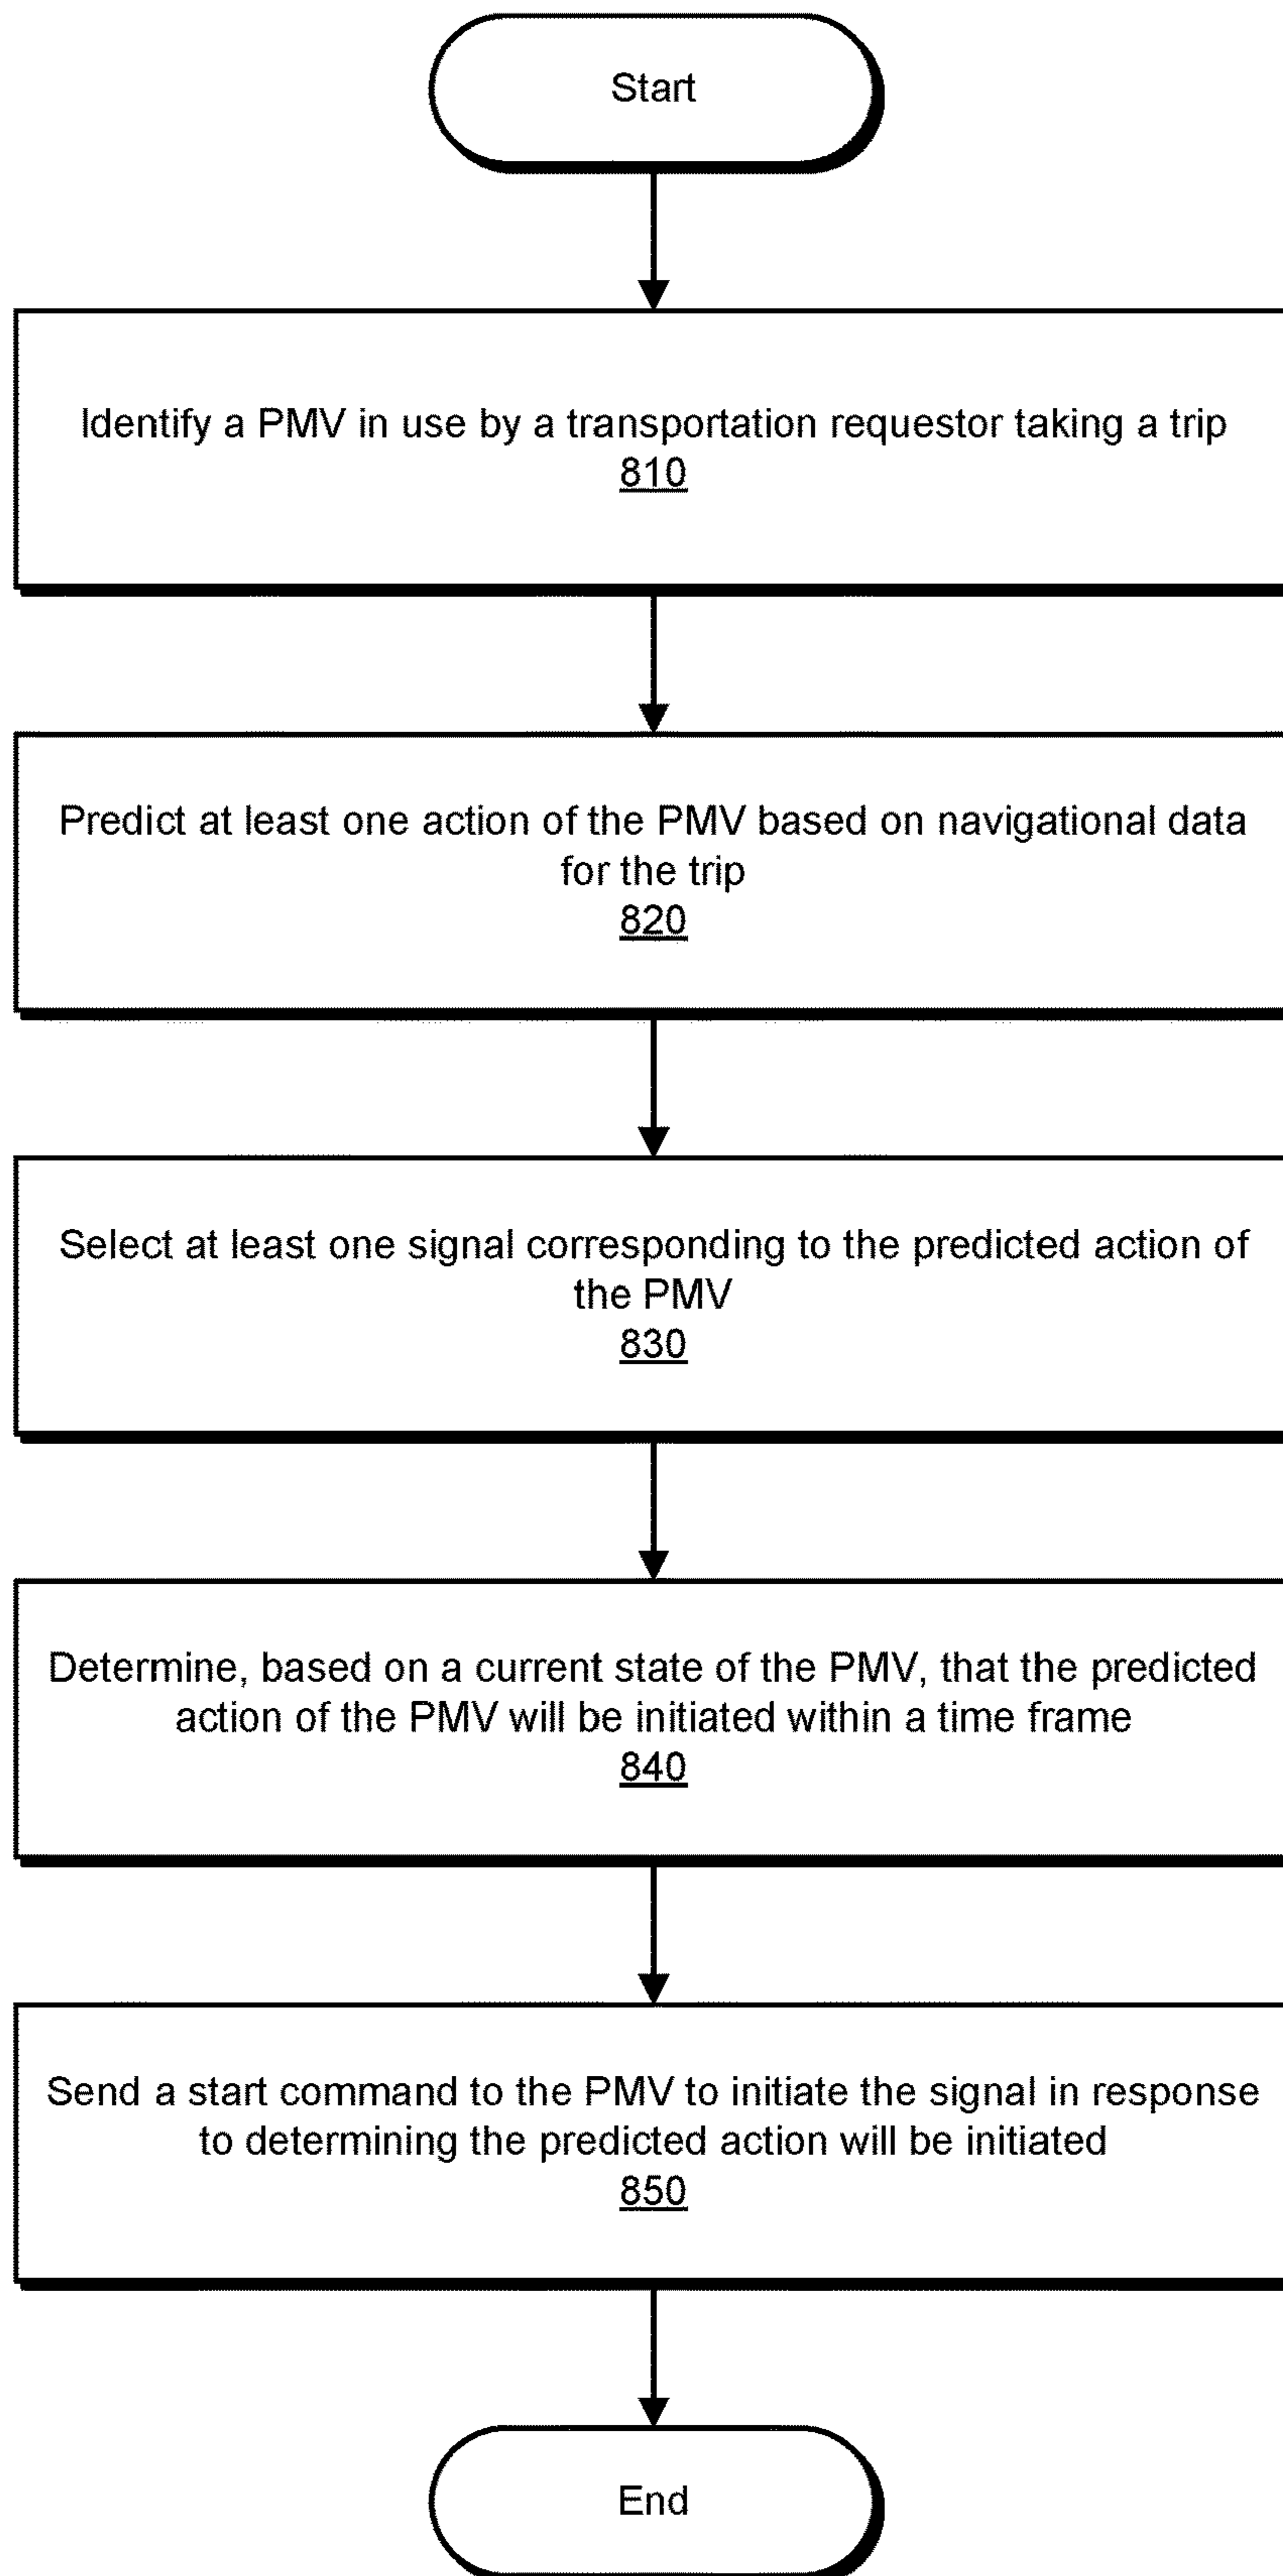 Start
Identify a PMV in use by a transportation requestor taking a trip
810
Predict at least one action of the PMV based on navigational data
for the trip
820
Select at least one signal corresponding to the predicted action of
the PMV
830
Determine, based on a current state of the PMV, that the predicted
action of the PMV will be initiated within a time frame
840
Send a start command to the PMV to initiate the signal in response
to determining the predicted action will be initiated
850
End